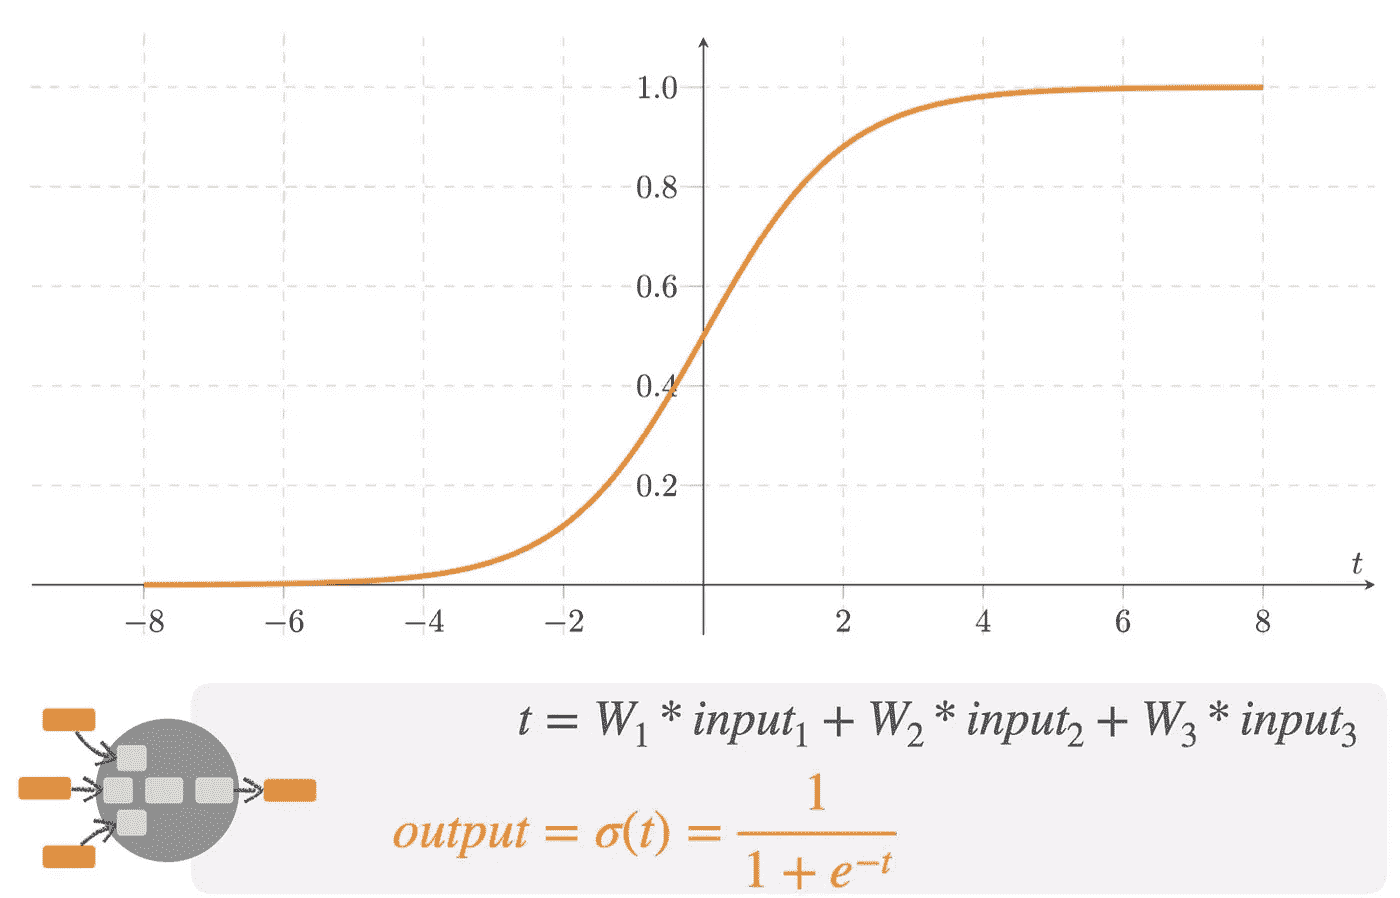 1.0
0.8
0.6
0.4
0.2
t
−8 −6 −4 −2 2 4 6 8
t = W₁ * input₁ + W₂ * input₂ + W₃ * input₃
output = σ(t) = 1 / (1 + e⁻ᵗ)